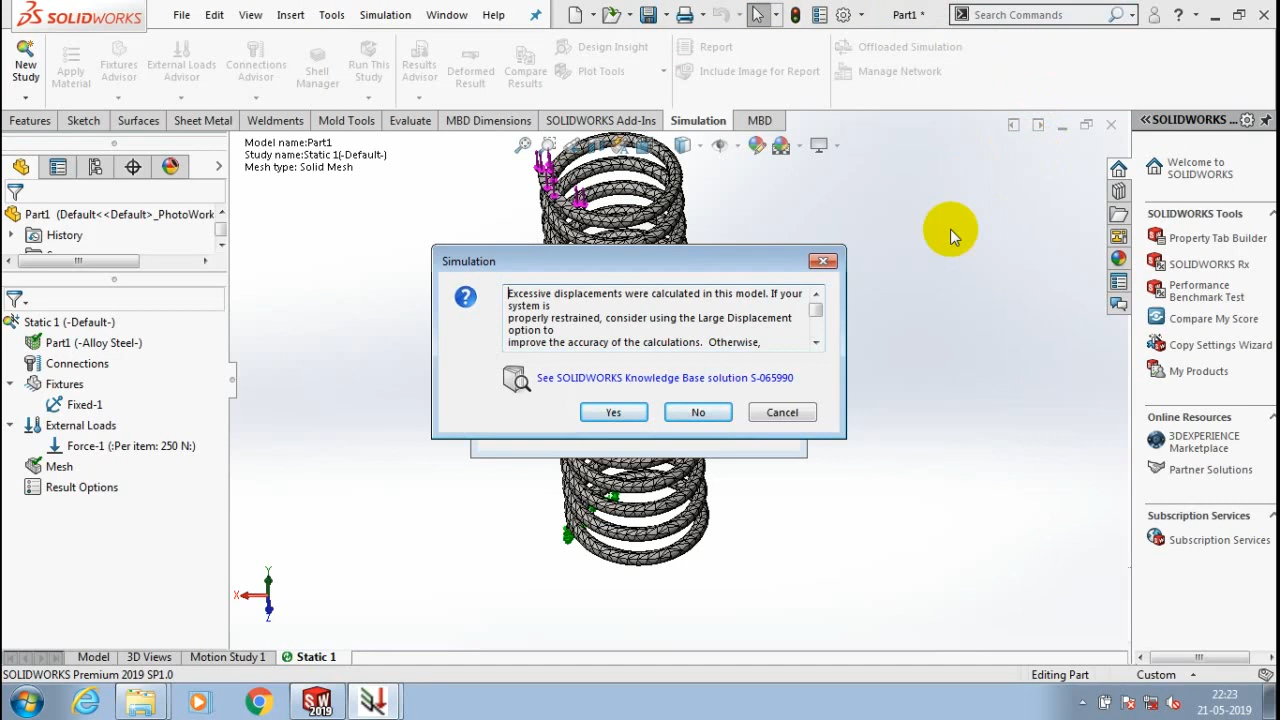 SOLIDWORKS
File Edit View Insert Tools Simulation Window Help
Part1 *
Search Commands
New Study
Apply Material
Fixtures Advisor
External Loads Advisor
Connections Advisor
Shell Manager
Run This Study
Results Advisor
Deformed Result
Compare Results
Design Insight
Plot Tools
Report
Include Image for Report
Offloaded Simulation
Manage Network
Features Sketch Surfaces Sheet Metal Weldments Mold Tools Evaluate MBD Dimensions SOLIDWORKS Add-Ins Simulation MBD
Model name:Part1
Study name:Static 1(-Default-)
Mesh type: Solid Mesh
Part1 (Default<<Default>_PhotoWork
History
Static 1 (-Default-)
Part1 (-Alloy Steel-)
Connections
Fixtures
Fixed-1
External Loads
Force-1 (:Per item: 250 N:)
Mesh
Result Options
Simulation
Excessive displacements were calculated in this model. If your
system is
properly restrained, consider using the Large Displacement
option to
improve the accuracy of the calculations. Otherwise,
See SOLIDWORKS Knowledge Base solution S-065990
Yes No Cancel
Y
X
Z
SOLIDWORKS ...
Welcome to
SOLIDWORKS
SOLIDWORKS Tools
Property Tab Builder
SOLIDWORKS Rx
Performance
Benchmark Test
Compare My Score
Copy Settings Wizard
My Products
Online Resources
3DEXPERIENCE
Marketplace
Partner Solutions
Subscription Services
Subscription Services
Model 3D Views Motion Study 1 Static 1
SOLIDWORKS Premium 2019 SP1.0
Editing Part
Custom
SW
2019
22:23
21-05-2019